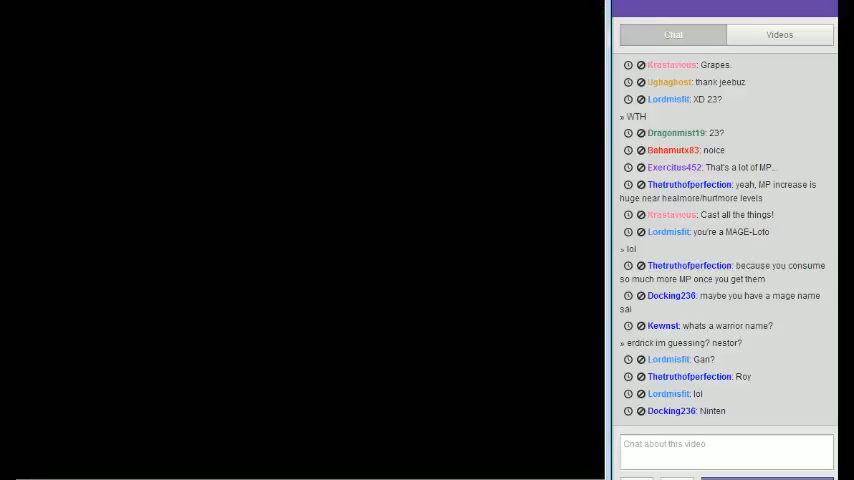 Chat
Videos
Krastavious: Grapes.
Ughaghost: thank jeebuz
Lordmisfit: XD 23?
» WTH
Dragonmist19: 23?
Bahamutx83: noice
Exercitus452: That's a lot of MP...
Thetruthofperfection: yeah, MP increase is
huge near healmore/hurtmore levels
Krastavious: Cast all the things!
Lordmisfit: you're a MAGE-Loto
» lol
Thetruthofperfection: because you consume
so much more MP once you get them
Docking236: maybe you have a mage name
sai
Kewnst: whats a warrior name?
» erdrick im guessing? nestor?
Lordmisfit: Gan?
Thetruthofperfection: Roy
Lordmisfit: lol
Docking236: Ninten
Chat about this video